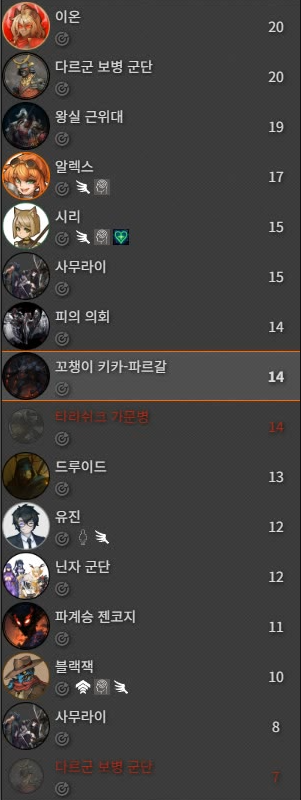 이온 20
다르군 보병 군단 20
왕실 근위대 19
알렉스 17
시리 15
사무라이 15
피의 의회 14
꼬챙이 키카-파르갈 14
타라쉬크 기문병 14
드루이드 13
유진 12
닌자 군단 12
파계승 젠코지 11
블랙잭 10
사무라이 8
다르군 보병 군단 7